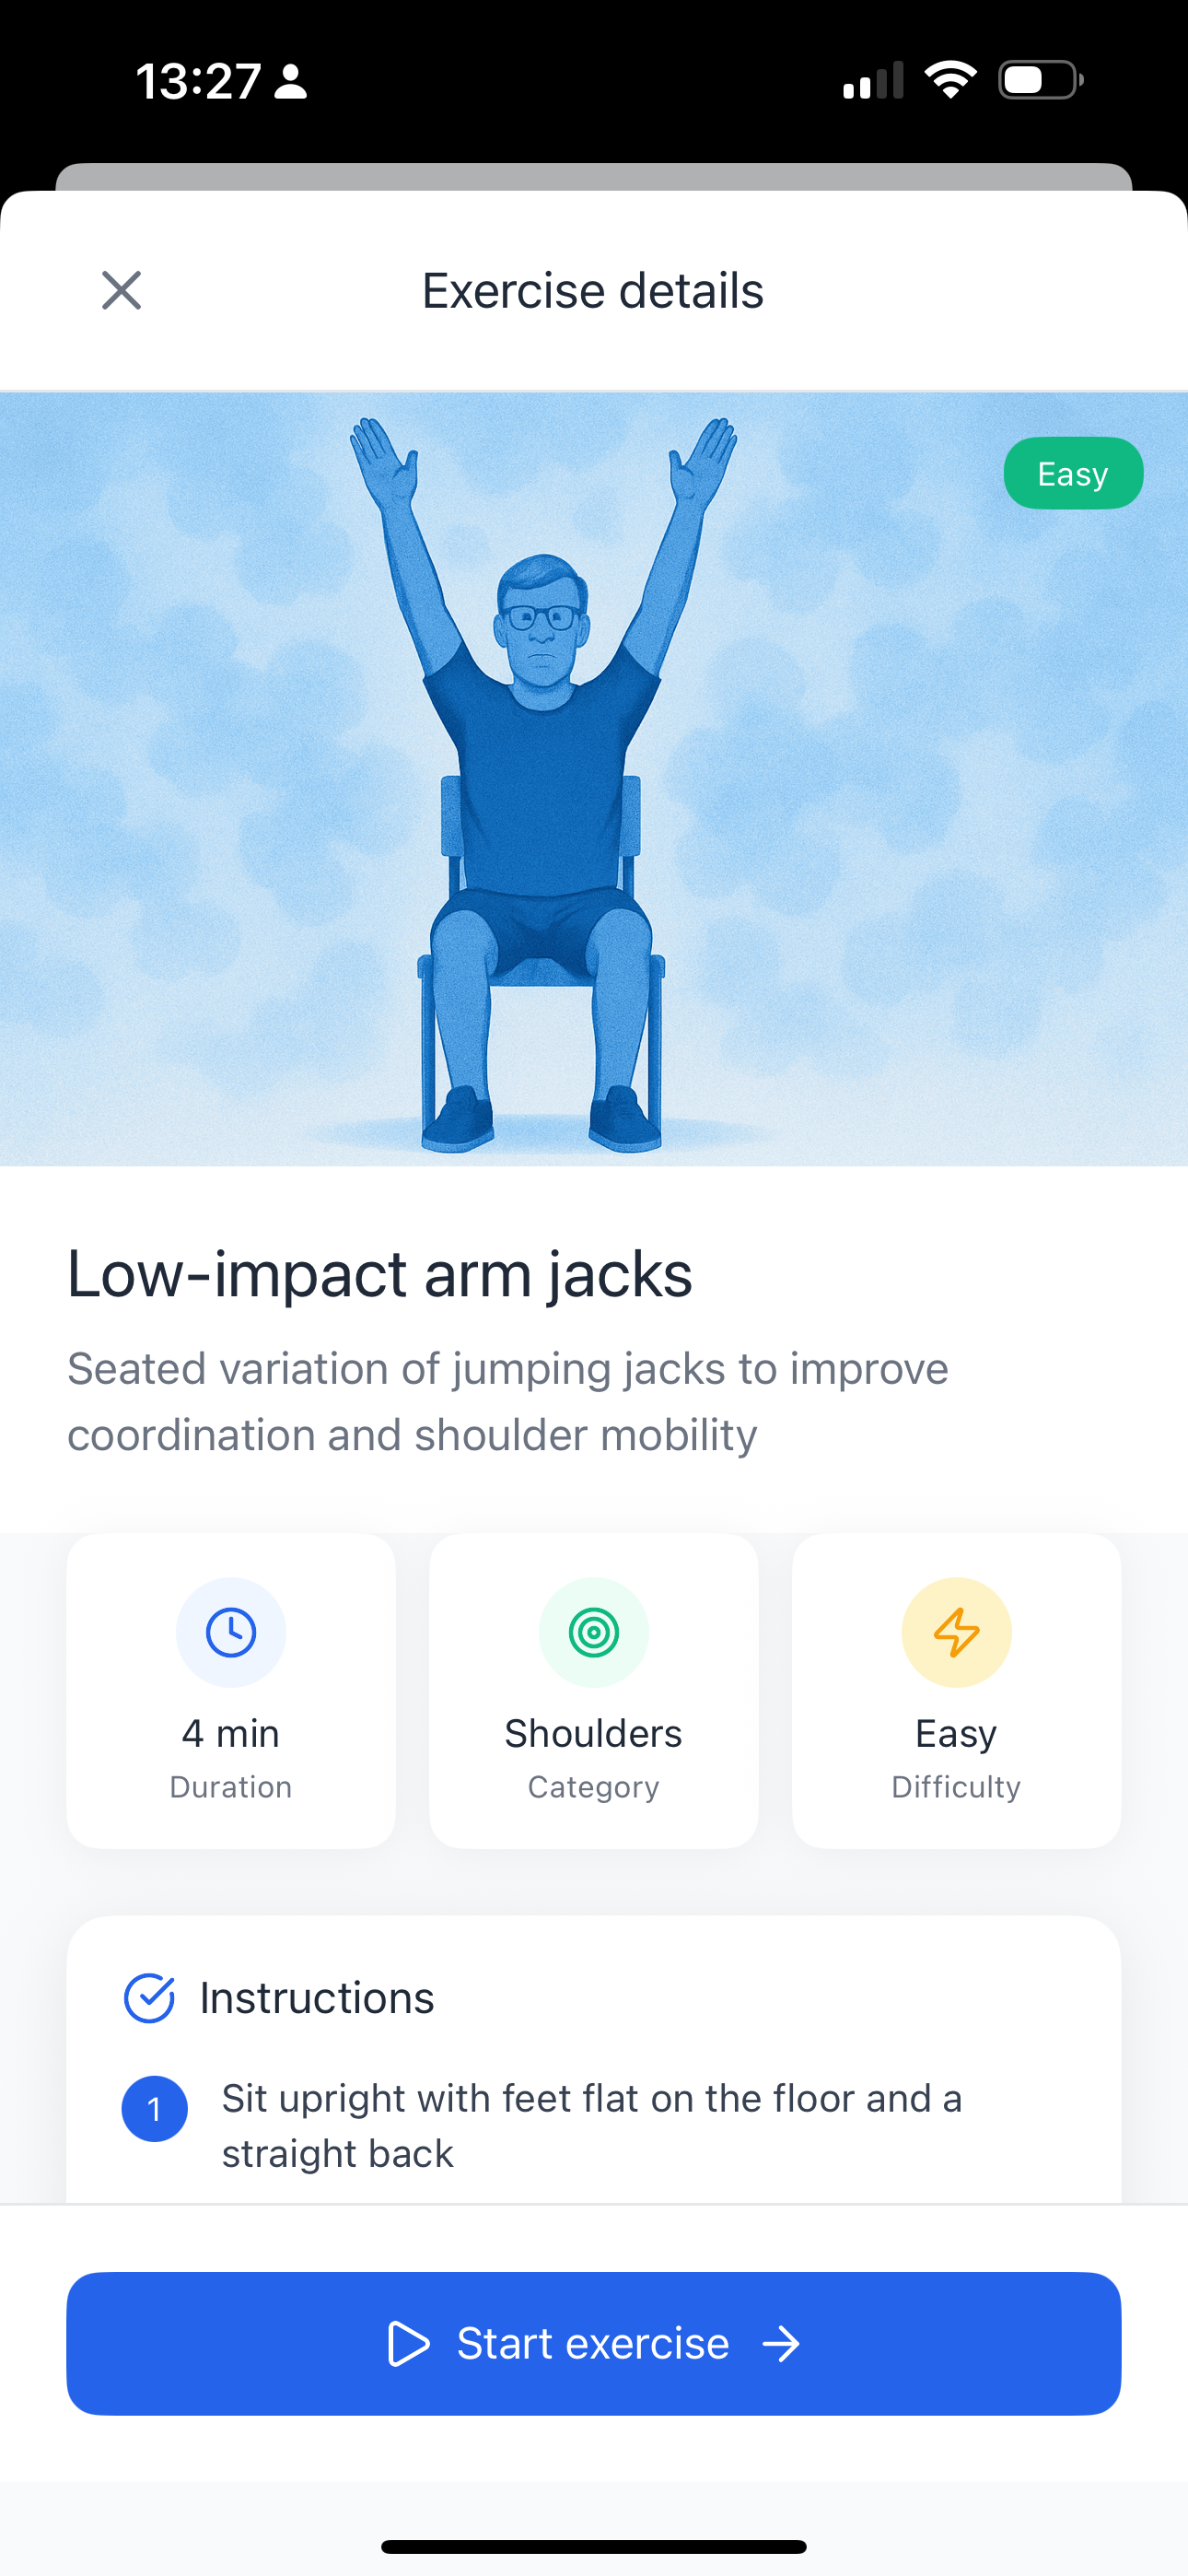 13:27
Exercise details
Easy
Low-impact arm jacks
Seated variation of jumping jacks to improve
coordination and shoulder mobility
4 min
Duration
Shoulders
Category
Easy
Difficulty
Instructions
1 Sit upright with feet flat on the floor and a
straight back
Start exercise